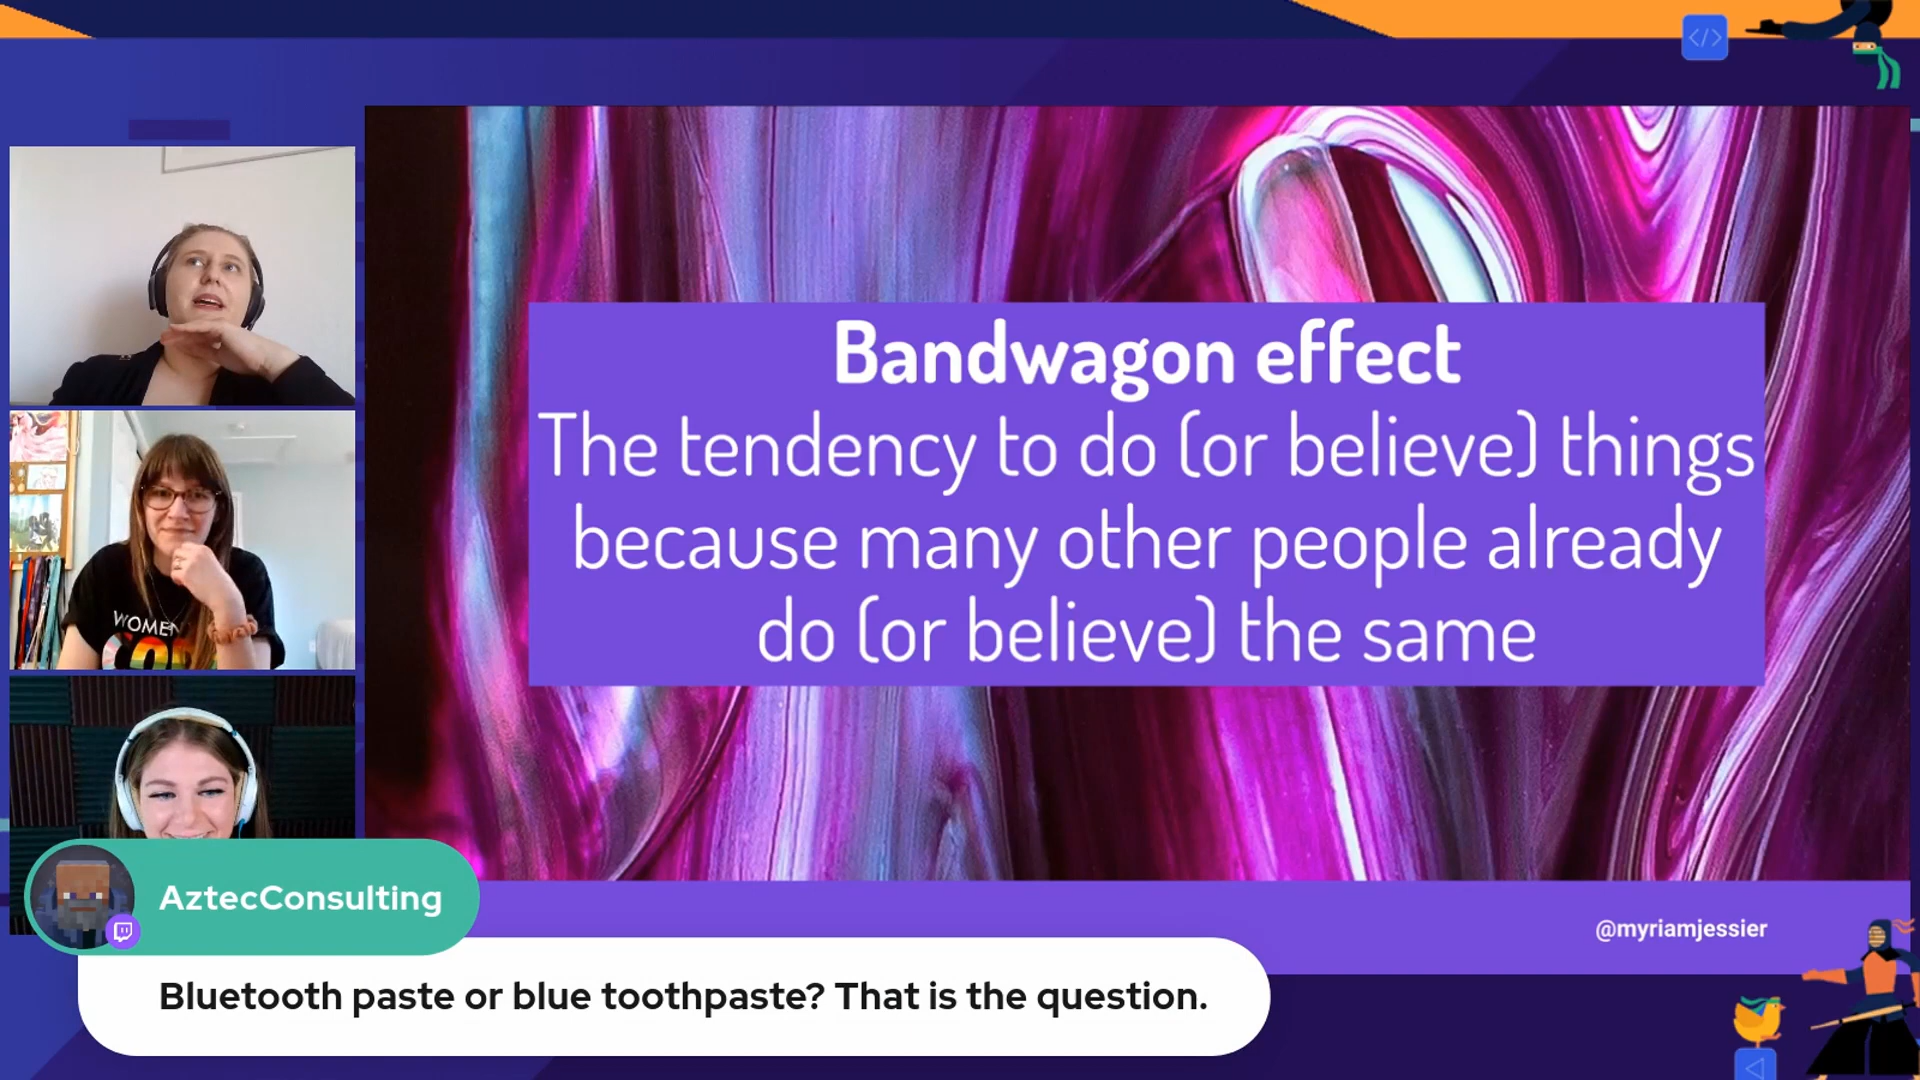 Bandwagon effect
The tendency to do (or believe) things
because many other people already
do (or believe) the same
WOMEN
@myriamjessier
AztecConsulting
Bluetooth paste or blue toothpaste? That is the question.